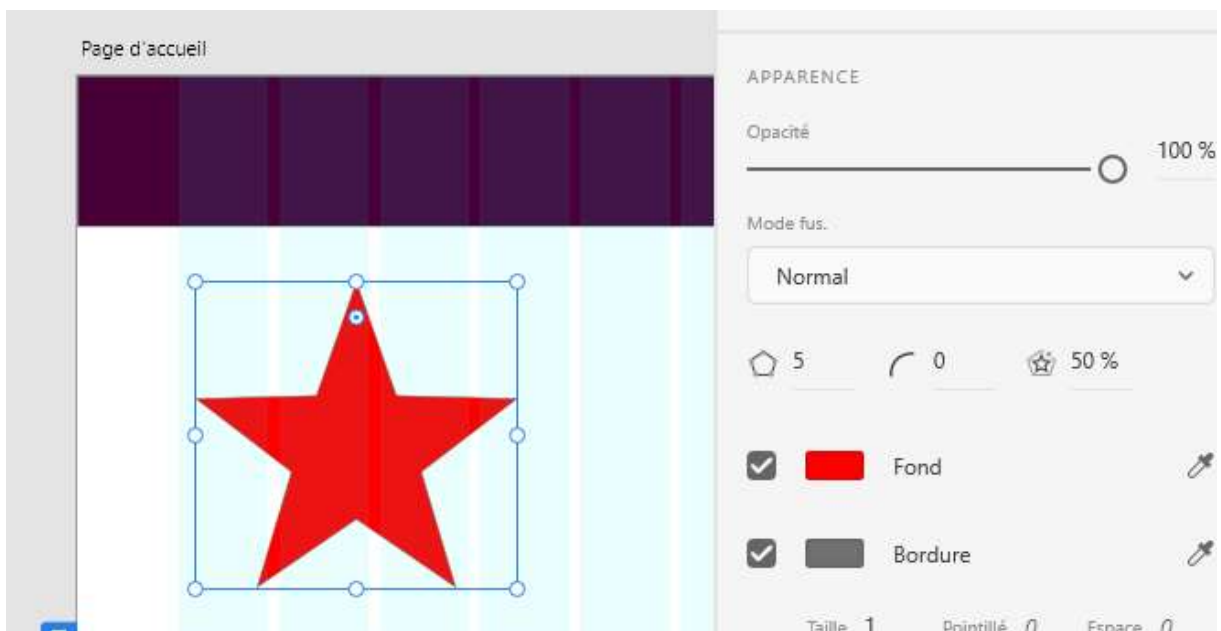 Page d'accueil
APPARENCE
Opacité
100 %
Mode fus.
Normal
5 0 50 %
Fond
Bordure
Taille 1 Pointillé 0 Espace 0